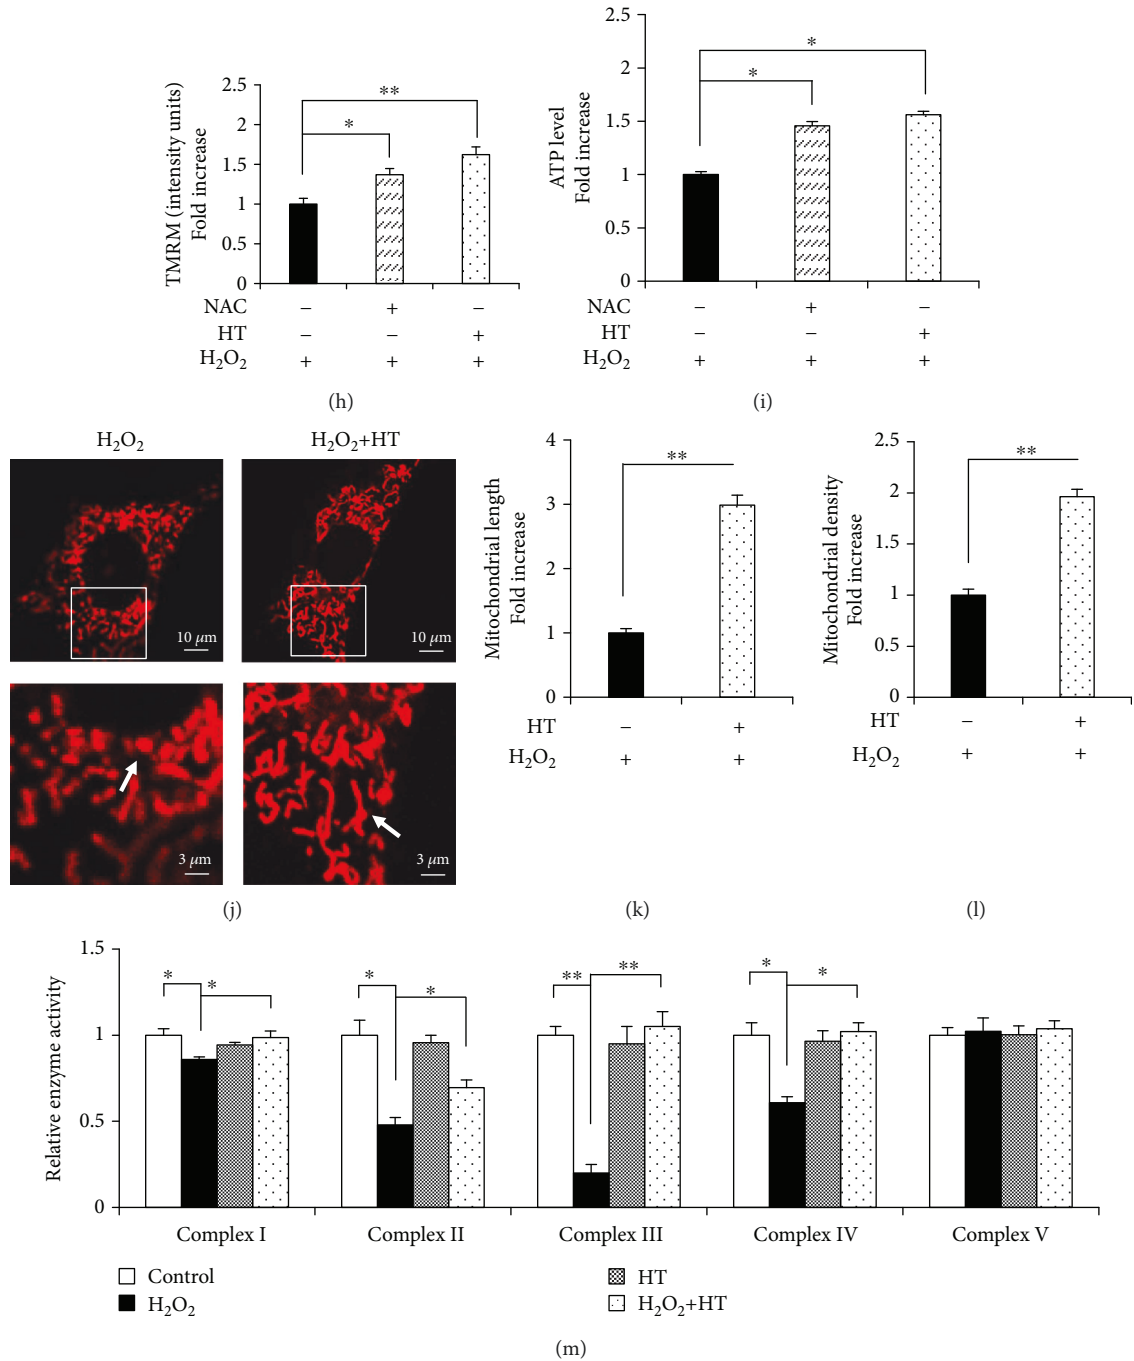 2.5
2
1.5
1
0.5
0
TMRM (intensity units)
Fold increase
*
**
NAC − + −
HT − − +
H₂O₂ + + +
(h)
2.5
2
1.5
1
0.5
0
ATP level
Fold increase
*
*
NAC − + −
HT − − +
H₂O₂ + + +
(i)
H₂O₂ H₂O₂+HT
10 μm 10 μm
3 μm 3 μm
(j)
4
3
2
1
0
Mitochondrial length
Fold increase
**
HT − +
H₂O₂ + +
(k)
2.5
2
1.5
1
0.5
0
Mitochondrial density
Fold increase
**
HT − +
H₂O₂ + +
(l)
1.5
1
0.5
0
Relative enzyme activity
* * * * ** ** * *
Complex I Complex II Complex III Complex IV Complex V
Control HT
H₂O₂ H₂O₂+HT
(m)